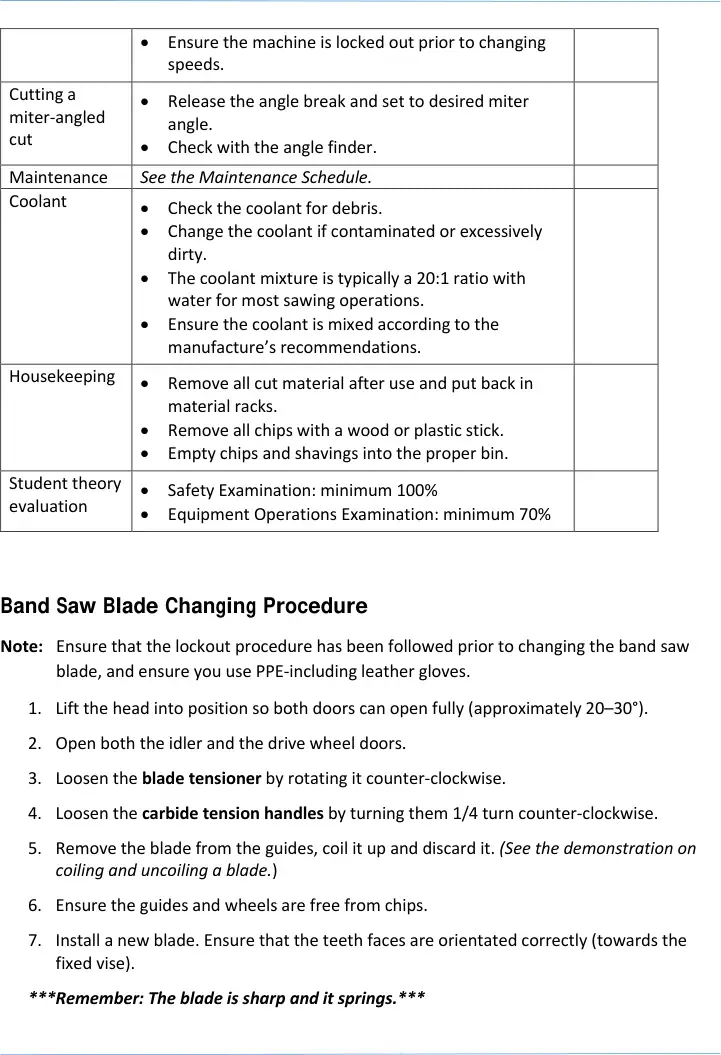 • Ensure the machine is locked out prior to changing
speeds.
Cutting a
miter-angled
cut
• Release the angle break and set to desired miter
angle.
• Check with the angle finder.
Maintenance See the Maintenance Schedule.
Coolant
• Check the coolant for debris.
• Change the coolant if contaminated or excessively
dirty.
• The coolant mixture is typically a 20:1 ratio with
water for most sawing operations.
• Ensure the coolant is mixed according to the
manufacture’s recommendations.
Housekeeping
• Remove all cut material after use and put back in
material racks.
• Remove all chips with a wood or plastic stick.
• Empty chips and shavings into the proper bin.
Student theory
evaluation
• Safety Examination: minimum 100%
• Equipment Operations Examination: minimum 70%
Band Saw Blade Changing Procedure
Note: Ensure that the lockout procedure has been followed prior to changing the band saw
blade, and ensure you use PPE-including leather gloves.
1. Lift the head into position so both doors can open fully (approximately 20–30°).
2. Open both the idler and the drive wheel doors.
3. Loosen the blade tensioner by rotating it counter-clockwise.
4. Loosen the carbide tension handles by turning them 1/4 turn counter-clockwise.
5. Remove the blade from the guides, coil it up and discard it. (See the demonstration on
coiling and uncoiling a blade.)
6. Ensure the guides and wheels are free from chips.
7. Install a new blade. Ensure that the teeth faces are orientated correctly (towards the
fixed vise).
***Remember: The blade is sharp and it springs.***